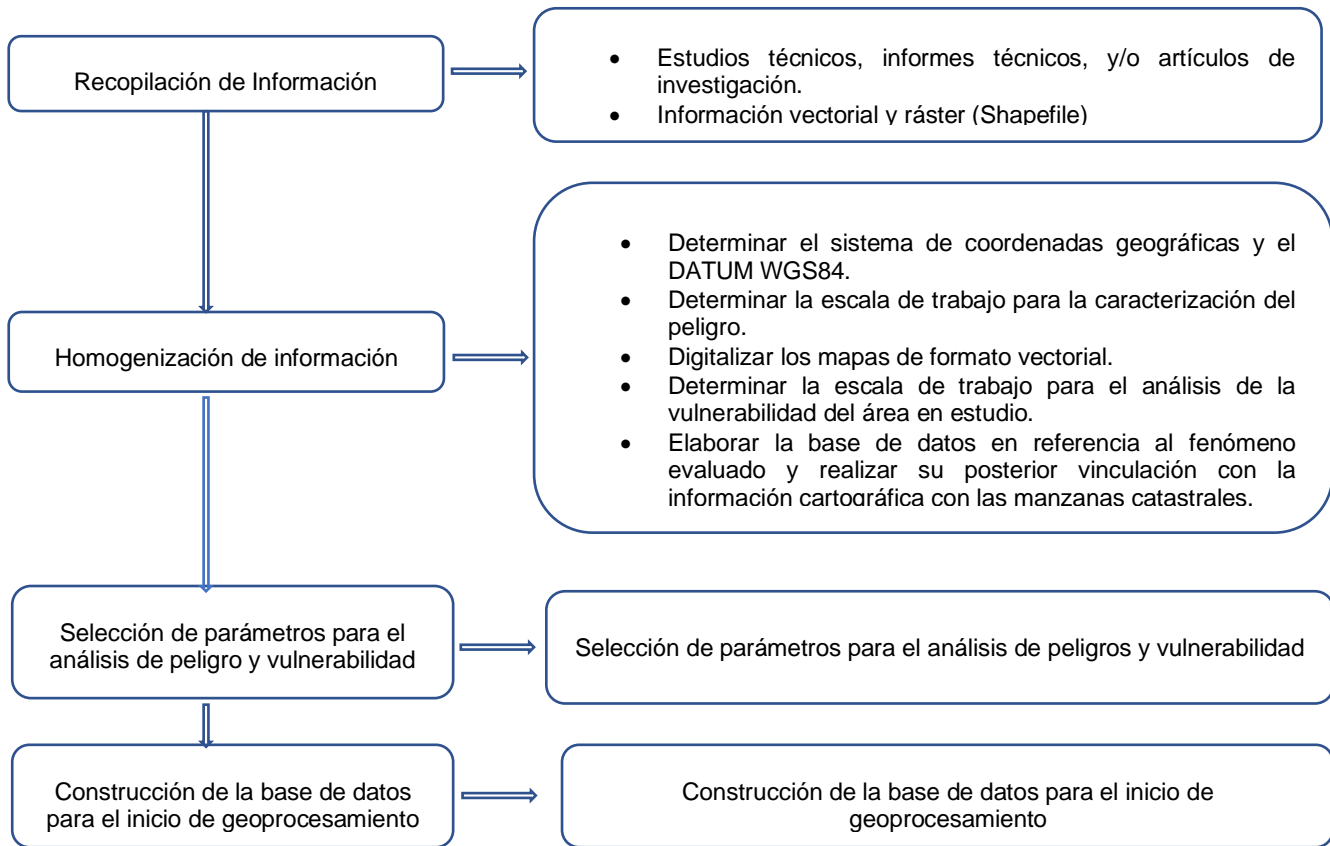 Recopilación de Información
• Estudios técnicos, informes técnicos, y/o artículos de
investigación.
• Información vectorial y ráster (Shapefile)
Homogenización de información
• Determinar el sistema de coordenadas geográficas y el
DATUM WGS84.
• Determinar la escala de trabajo para la caracterización del
peligro.
• Digitalizar los mapas de formato vectorial.
• Determinar la escala de trabajo para el análisis de la
vulnerabilidad del área en estudio.
• Elaborar la base de datos en referencia al fenómeno
evaluado y realizar su posterior vinculación con la
información cartográfica con las manzanas catastrales.
Selección de parámetros para el
análisis de peligro y vulnerabilidad
Selección de parámetros para el análisis de peligros y vulnerabilidad
Construcción de la base de datos
para el inicio de geoprocesamiento
Construcción de la base de datos para el inicio de
geoprocesamiento